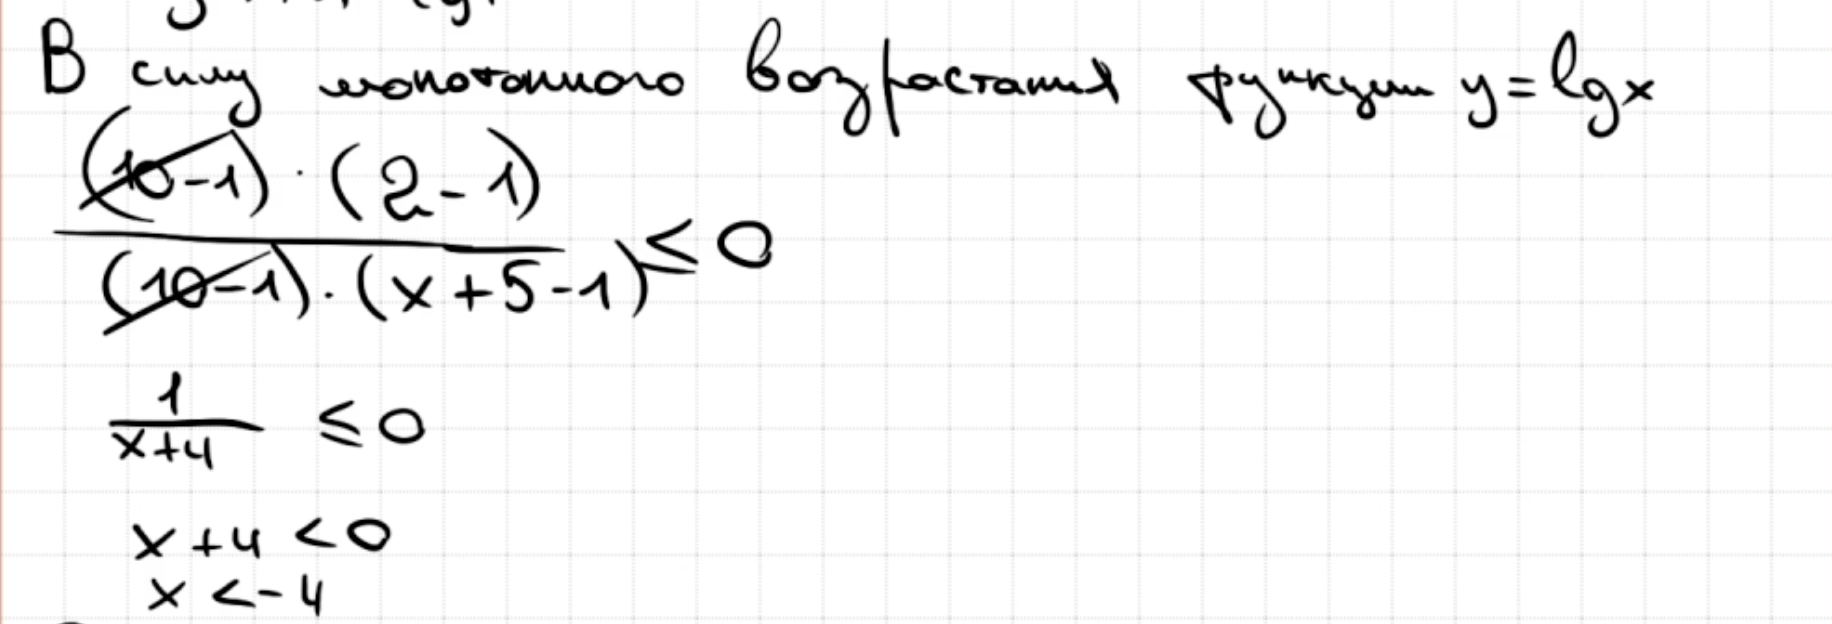 В силу монотонного возрастания функции y = lg x
(10-1) · (2-1)
―――――――― ≤ 0
(10-1) · (x+5-1)
1
――― ≤ 0
x+4
x+4 < 0
x < -4